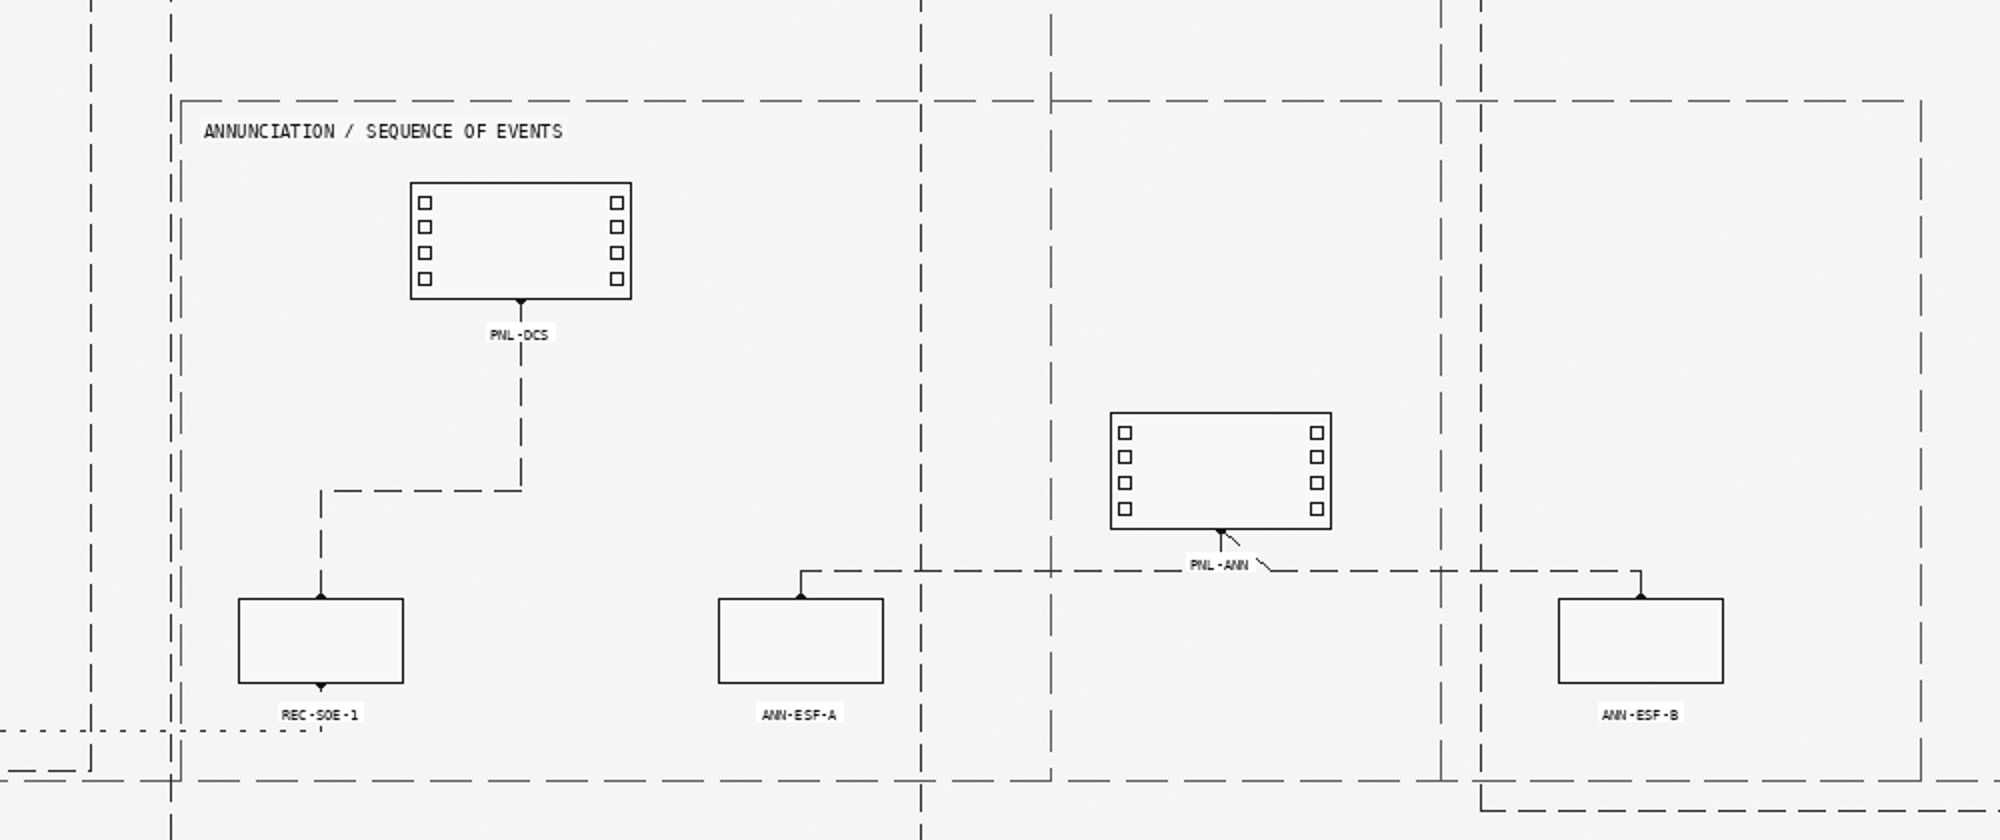 ANNUNCIATION / SEQUENCE OF EVENTS
PNL-DCS
PNL-ANN
REC-SOE-1
ANN-ESF-A
ANN-ESF-B